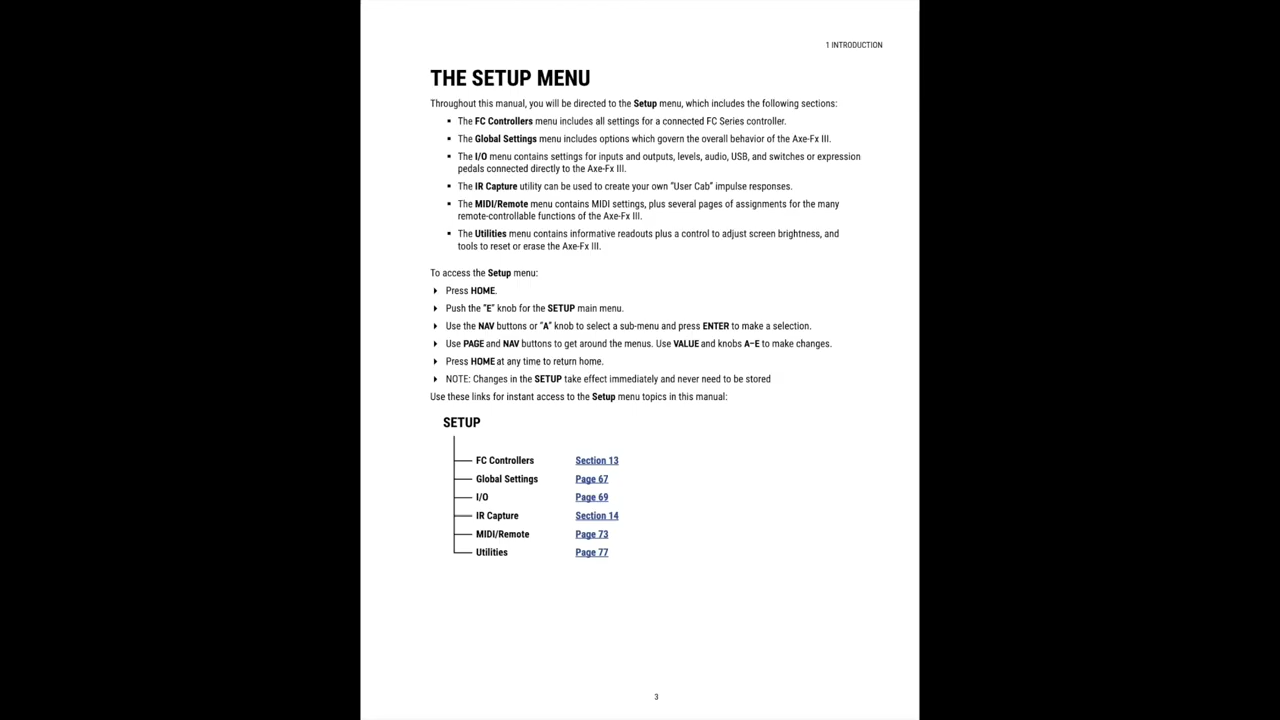 1 INTRODUCTION
THE SETUP MENU
Throughout this manual, you will be directed to the Setup menu, which includes the following sections:
▪ The FC Controllers menu includes all settings for a connected FC Series controller.
▪ The Global Settings menu includes options which govern the overall behavior of the Axe-Fx III.
▪ The I/O menu contains settings for inputs and outputs, levels, audio, USB, and switches or expression
pedals connected directly to the Axe-Fx III.
▪ The IR Capture utility can be used to create your own “User Cab” impulse responses.
▪ The MIDI/Remote menu contains MIDI settings, plus several pages of assignments for the many
remote-controllable functions of the Axe-Fx III.
▪ The Utilities menu contains informative readouts plus a control to adjust screen brightness, and
tools to reset or erase the Axe-Fx III.
To access the Setup menu:
Press HOME.
Push the “E” knob for the SETUP main menu.
Use the NAV buttons or “A” knob to select a sub-menu and press ENTER to make a selection.
Use PAGE and NAV buttons to get around the menus. Use VALUE and knobs A–E to make changes.
Press HOME at any time to return home.
NOTE: Changes in the SETUP take effect immediately and never need to be stored
Use these links for instant access to the Setup menu topics in this manual:
SETUP
FC Controllers Section 13
Global Settings Page 67
I/O Page 69
IR Capture Section 14
MIDI/Remote Page 73
Utilities Page 77
3